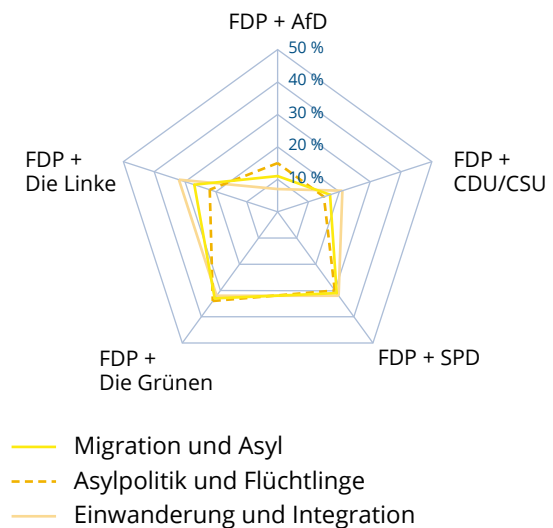 FDP + AfD
50 %
40 %
30 %
20 %
10 %
FDP +
Die Linke
FDP +
CDU/CSU
FDP +
Die Grünen
FDP + SPD
Migration und Asyl
Asylpolitik und Flüchtlinge
Einwanderung und Integration